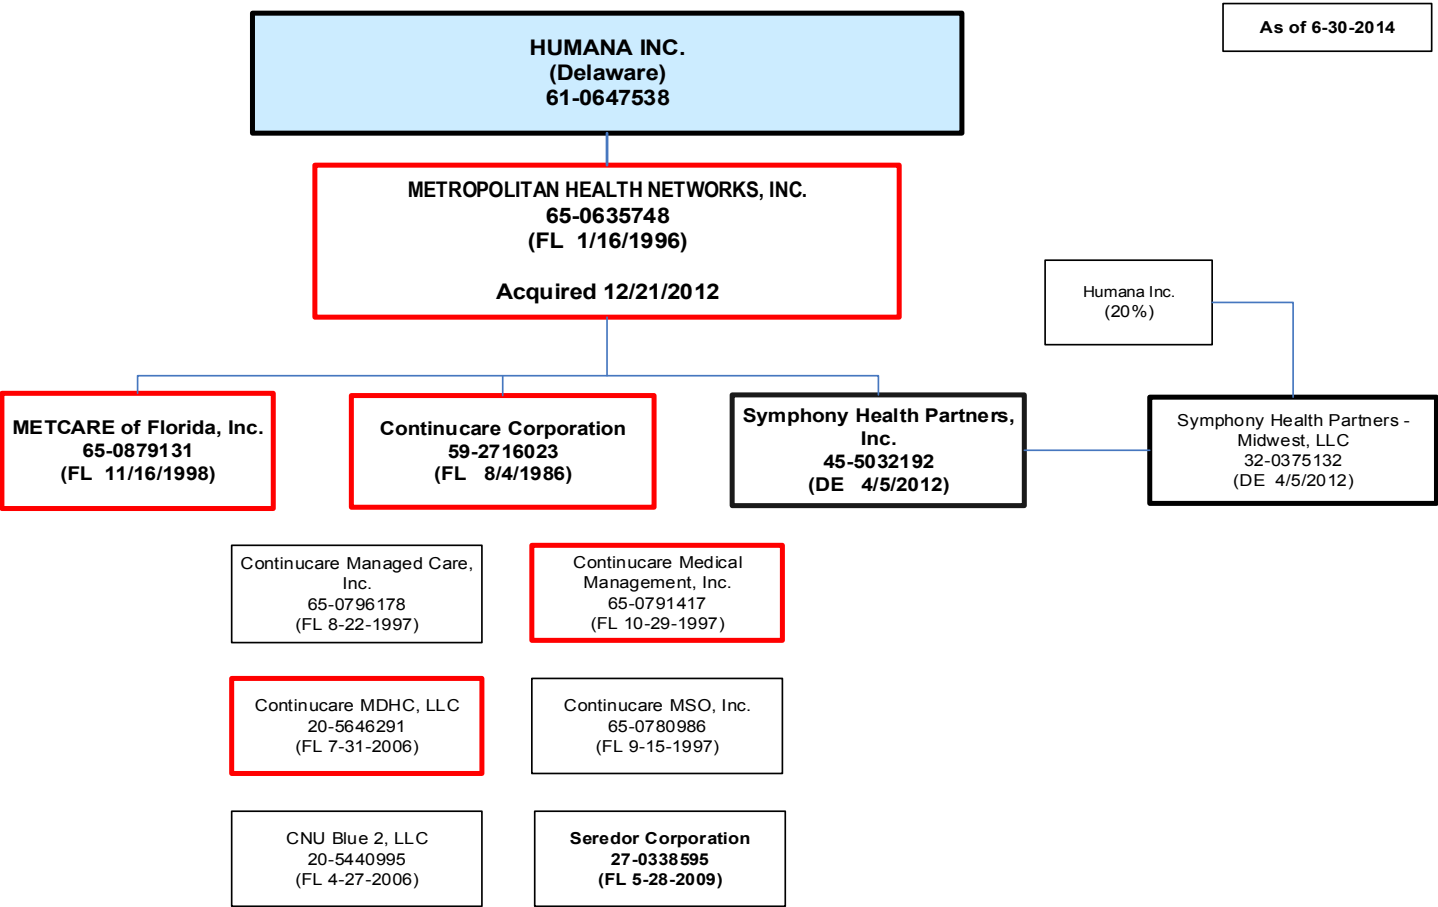 As of 6-30-2014
HUMANA INC.
(Delaware)
61-0647538
METROPOLITAN HEALTH NETWORKS, INC.
65-0635748
(FL 1/16/1996)
Acquired 12/21/2012
Humana Inc.
(20%)
METCARE of Florida, Inc.
65-0879131
(FL 11/16/1998)
Continucare Corporation
59-2716023
(FL 8/4/1986)
Symphony Health Partners,
Inc.
45-5032192
(DE 4/5/2012)
Symphony Health Partners -
Midwest, LLC
32-0375132
(DE 4/5/2012)
Continucare Managed Care,
Inc.
65-0796178
(FL 8-22-1997)
Continucare Medical
Management, Inc.
65-0791417
(FL 10-29-1997)
Continucare MDHC, LLC
20-5646291
(FL 7-31-2006)
Continucare MSO, Inc.
65-0780986
(FL 9-15-1997)
CNU Blue 2, LLC
20-5440995
(FL 4-27-2006)
Seredor Corporation
27-0338595
(FL 5-28-2009)